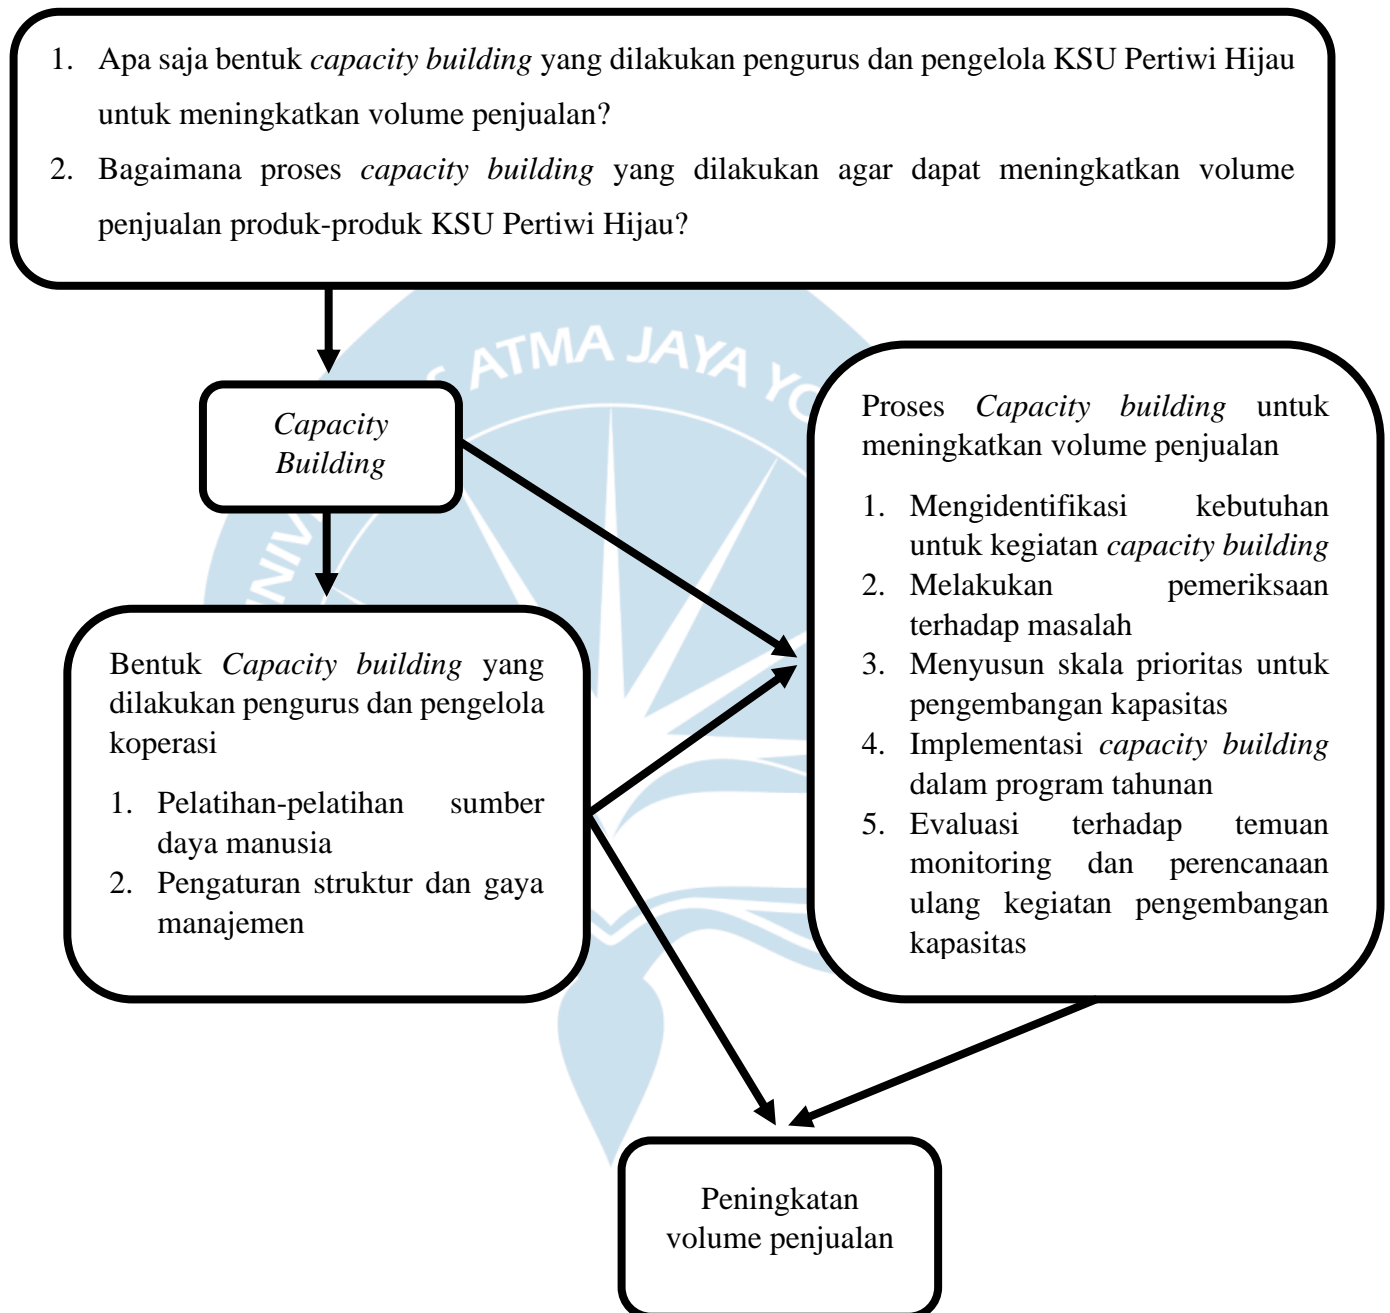 1. Apa saja bentuk capacity building yang dilakukan pengurus dan pengelola KSU Pertiwi Hijau
untuk meningkatkan volume penjualan?
2. Bagaimana proses capacity building yang dilakukan agar dapat meningkatkan volume
penjualan produk-produk KSU Pertiwi Hijau?
ATMA JAYA
Capacity
Building
Bentuk Capacity building yang
dilakukan pengurus dan pengelola
koperasi
1. Pelatihan-pelatihan sumber
daya manusia
2. Pengaturan struktur dan gaya
manajemen
Proses Capacity building untuk
meningkatkan volume penjualan
1. Mengidentifikasi kebutuhan
untuk kegiatan capacity building
2. Melakukan pemeriksaan
terhadap masalah
3. Menyusun skala prioritas untuk
pengembangan kapasitas
4. Implementasi capacity building
dalam program tahunan
5. Evaluasi terhadap temuan
monitoring dan perencanaan
ulang kegiatan pengembangan
kapasitas
Peningkatan
volume penjualan